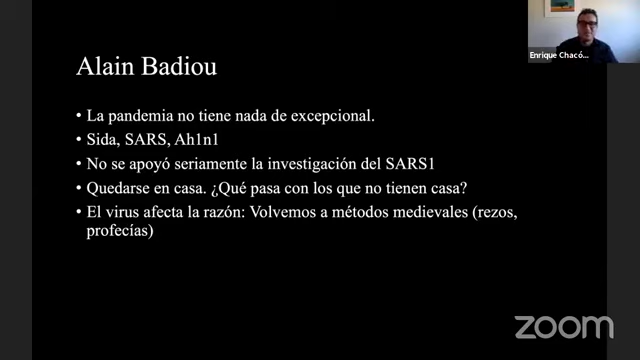 Enrique Chacó...
Alain Badiou
• La pandemia no tiene nada de excepcional.
• Sida, SARS, Ah1n1
• No se apoyó seriamente la investigación del SARS1
• Quedarse en casa. ¿Qué pasa con los que no tienen casa?
• El virus afecta la razón: Volvemos a métodos medievales (rezos,
profecías)
zoom